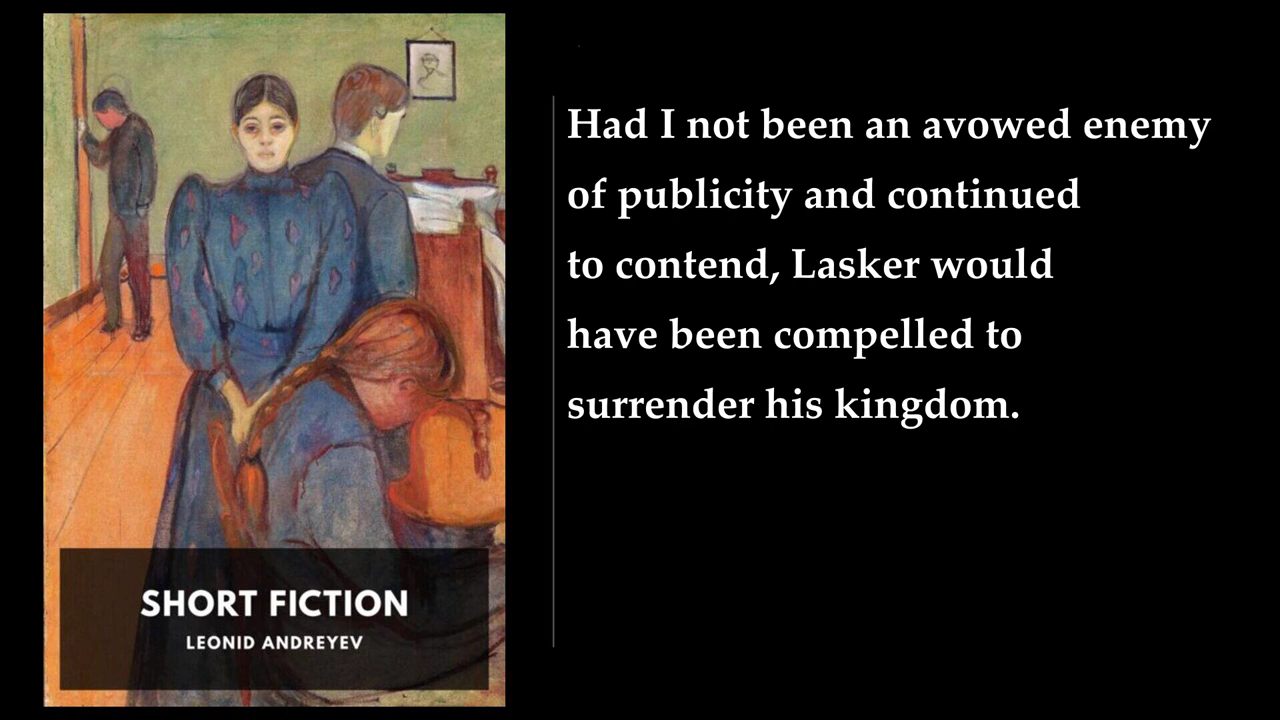 Had I not been an avowed enemy
of publicity and continued
to contend, Lasker would
have been compelled to
surrender his kingdom.
SHORT FICTION
LEONID ANDREYEV